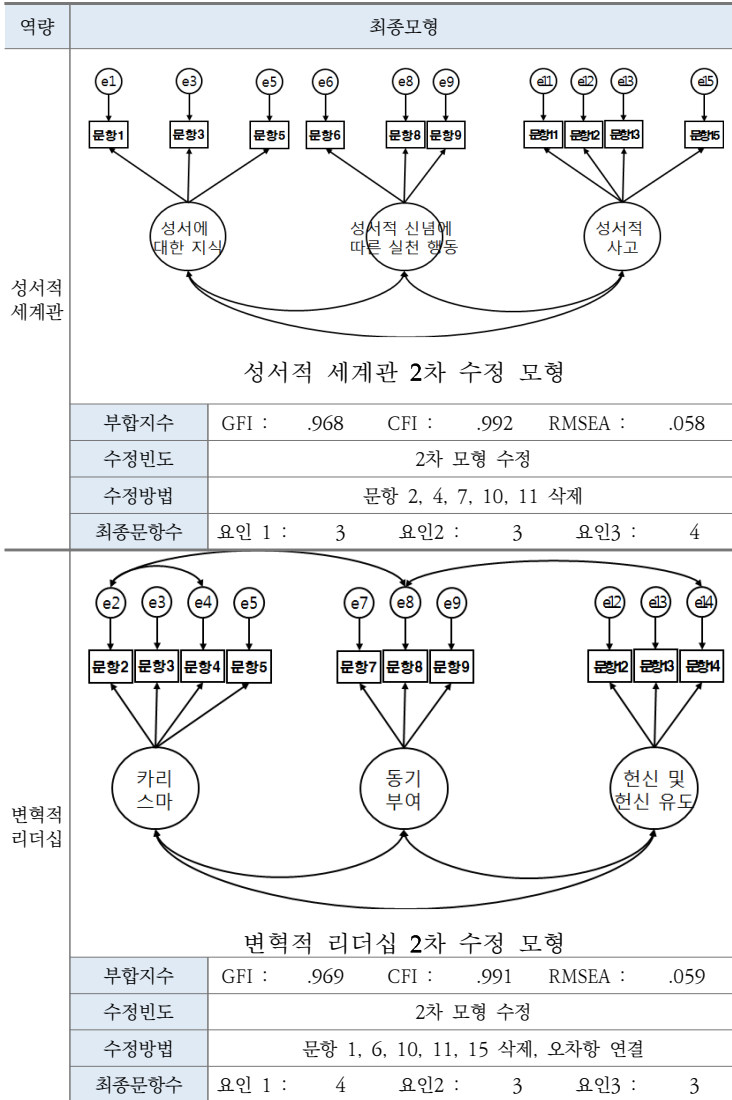 역량 최종모형
e1 e3 e5 e6 e8 e9 e11 e12 e13 e15
문항1 문항3 문항5 문항6 문항8 문항9 문항11 문항12 문항13 문항15
성서에 성서적 신념에 성서적
대한 지식 따른 실천 행동 사고
성서적
세계관
성서적 세계관 2차 수정 모형
부합지수 GFI : .968 CFI : .992 RMSEA : .058
수정빈도 2차 모형 수정
수정방법 문항 2, 4, 7, 10, 11 삭제
최종문항수 요인 1 : 3 요인2 : 3 요인3 : 4
e2 e3 e4 e5 e7 e8 e9 e12 e13 e14
문항2 문항3 문항4 문항5 문항7 문항8 문항9 문항12 문항13 문항14
카리 동기 헌신 및
스마 부여 헌신 유도
변혁적
리더십
변혁적 리더십 2차 수정 모형
부합지수 GFI : .969 CFI : .991 RMSEA : .059
수정빈도 2차 모형 수정
수정방법 문항 1, 6, 10, 11, 15 삭제, 오차항 연결
최종문항수 요인 1 : 4 요인2 : 3 요인3 : 3